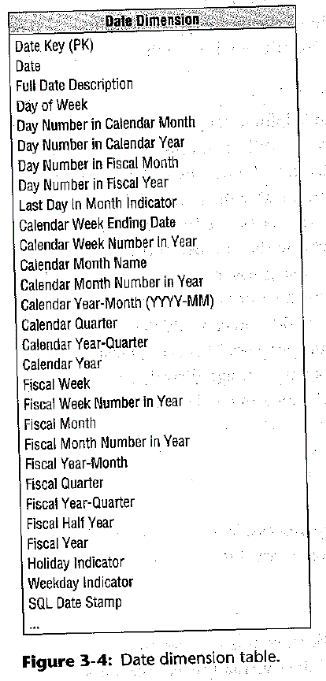 Date Dimension
Date Key (PK)
Date
Full Date Description
Day of Week
Day Number in Calendar Month
Day Number in Calendar Year
Day Number in Fiscal Month
Day Number in Fiscal Year
Last Day in Month Indicator
Calendar Week Ending Date
Calendar Week Number in Year
Calendar Month Name
Calendar Month Number in Year
Calendar Year-Month (YYYY-MM)
Calendar Quarter
Calendar Year-Quarter
Calendar Year
Fiscal Week
Fiscal Week Number in Year
Fiscal Month
Fiscal Month Number in Year
Fiscal Year-Month
Fiscal Quarter
Fiscal Year-Quarter
Fiscal Half Year
Fiscal Year
Holiday Indicator
Weekday Indicator
SQL Date Stamp
...
Figure 3-4: Date dimension table.